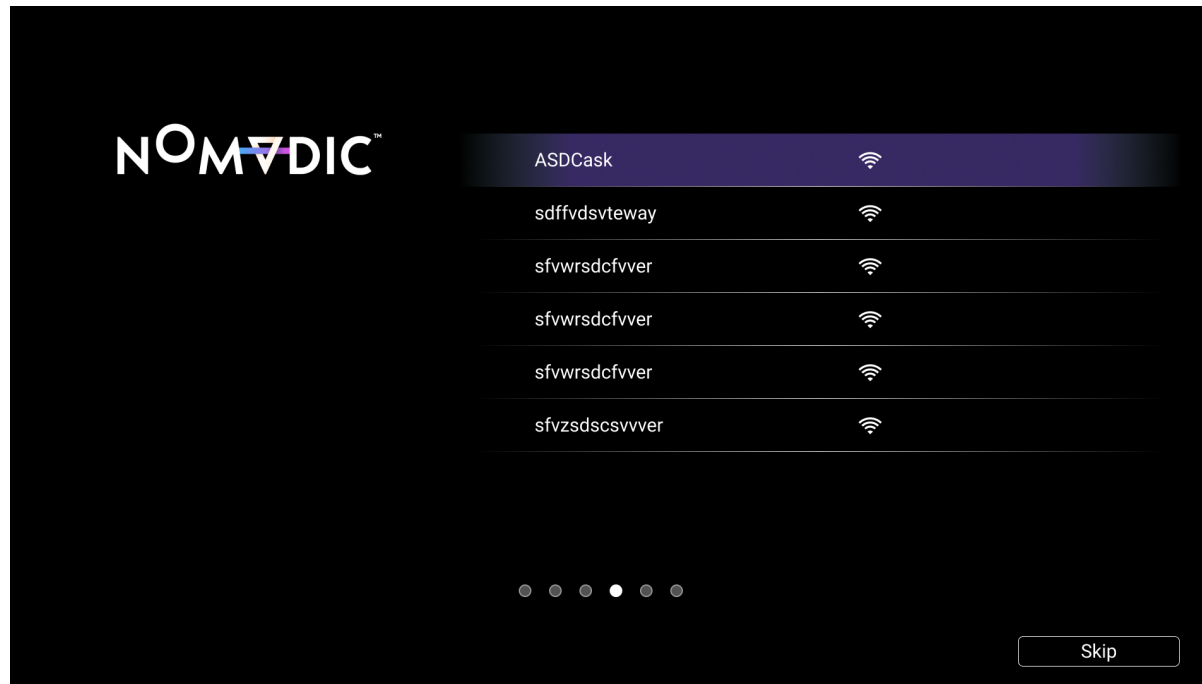 NOMADIC™
ASDCask
sdffvdsvteway
sfvwrsdcfvver
sfvwrsdcfvver
sfvwrsdcfvver
sfvzsdscsvvver
Skip